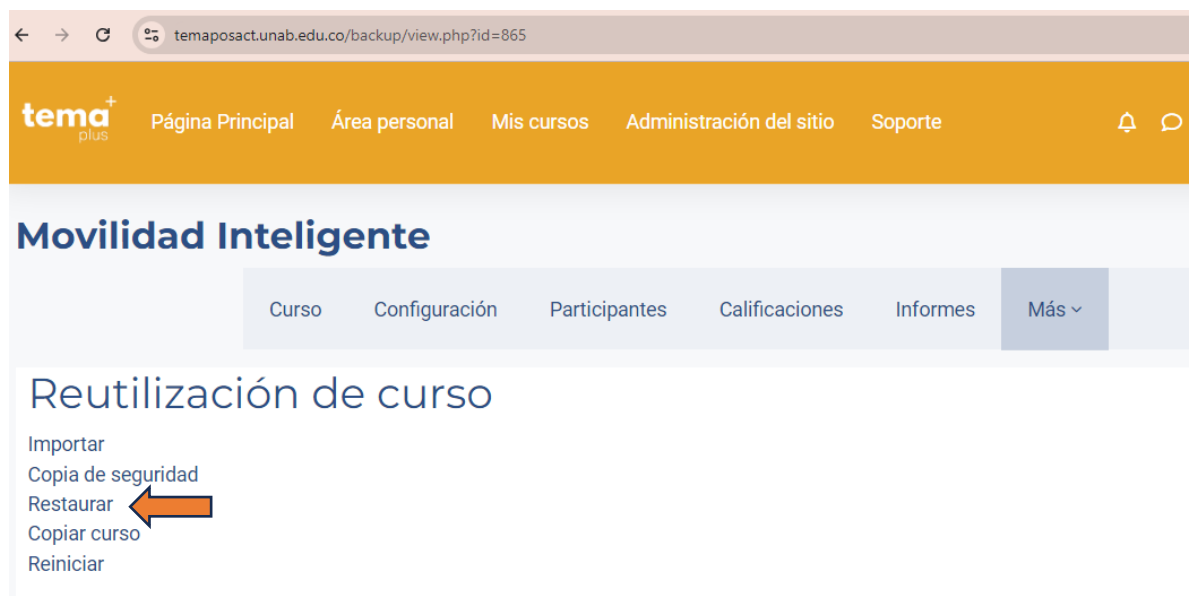 temaposact.unab.edu.co/backup/view.php?id=865
tema+ Página Principal Área personal Mis cursos Administración del sitio Soporte
plus
Movilidad Inteligente
Curso Configuración Participantes Calificaciones Informes Más
Reutilización de curso
Importar
Copia de seguridad
Restaurar
Copiar curso
Reiniciar